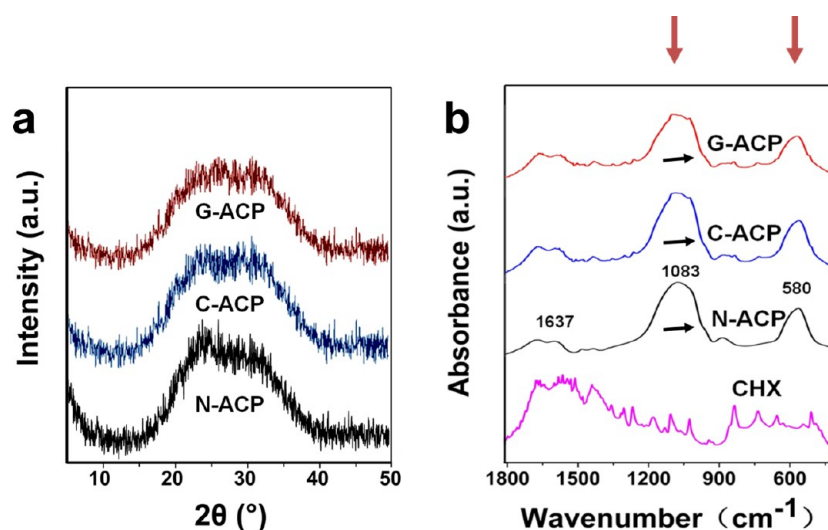 a
Intensity (a.u.)
G-ACP
C-ACP
N-ACP
10 20 30 40 50
2θ (°)
b
Absorbance (a.u.)
G-ACP
C-ACP
1083
580
1637
N-ACP
CHX
1800 1500 1200 900 600
Wavenumber（cm-1）